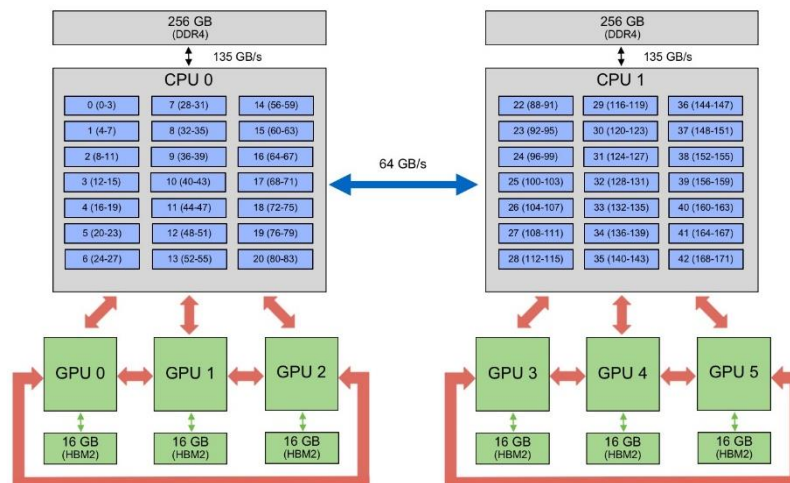 256 GB
(DDR4)
135 GB/s
CPU 0
0 (0-3)
7 (28-31)
14 (56-59)
1 (4-7)
8 (32-35)
15 (60-63)
2 (8-11)
9 (36-39)
16 (64-67)
3 (12-15)
10 (40-43)
17 (68-71)
4 (16-19)
11 (44-47)
18 (72-75)
5 (20-23)
12 (48-51)
19 (76-79)
6 (24-27)
13 (52-55)
20 (80-83)
64 GB/s
256 GB
(DDR4)
135 GB/s
CPU 1
22 (88-91)
29 (116-119)
36 (144-147)
23 (92-95)
30 (120-123)
37 (148-151)
24 (96-99)
31 (124-127)
38 (152-155)
25 (100-103)
32 (128-131)
39 (156-159)
26 (104-107)
33 (132-135)
40 (160-163)
27 (108-111)
34 (136-139)
41 (164-167)
28 (112-115)
35 (140-143)
42 (168-171)
GPU 0
GPU 1
GPU 2
16 GB
(HBM2)
16 GB
(HBM2)
16 GB
(HBM2)
GPU 3
GPU 4
GPU 5
16 GB
(HBM2)
16 GB
(HBM2)
16 GB
(HBM2)